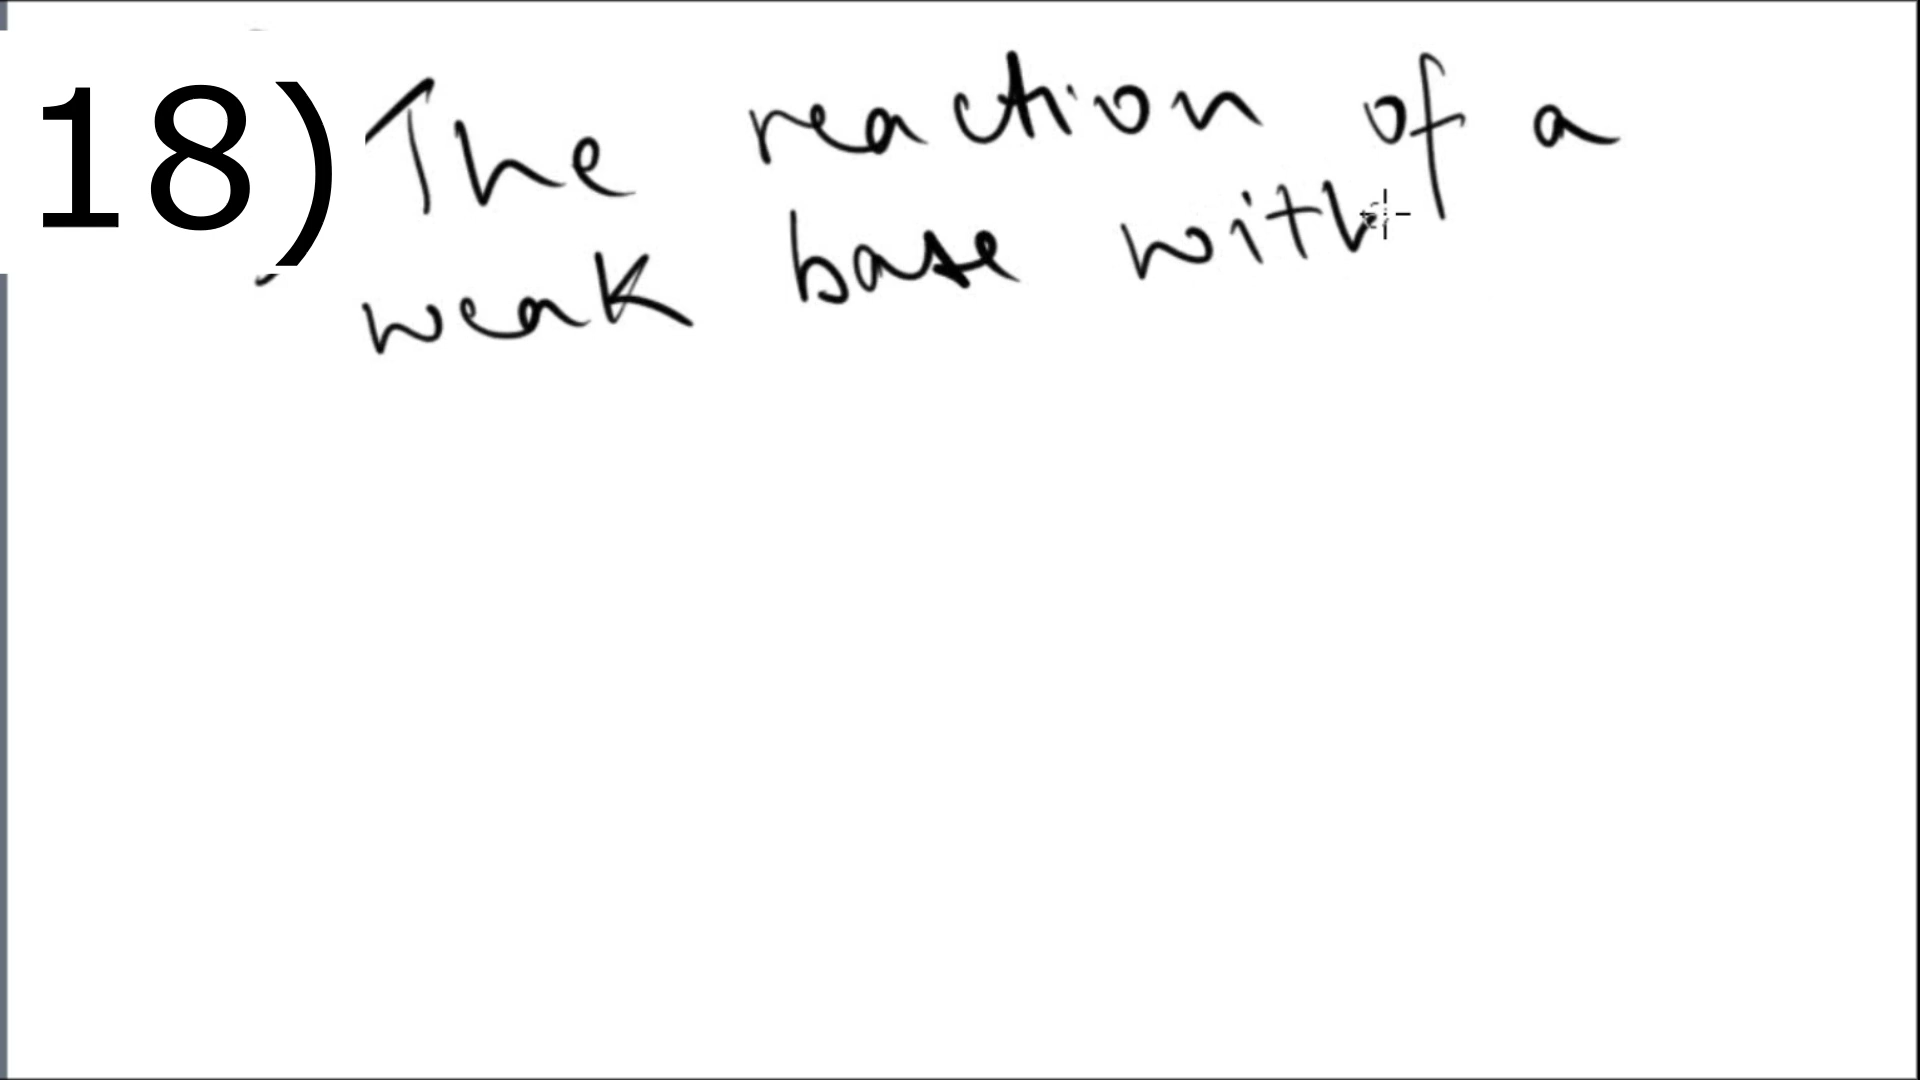 18) The reaction of a
weak base with